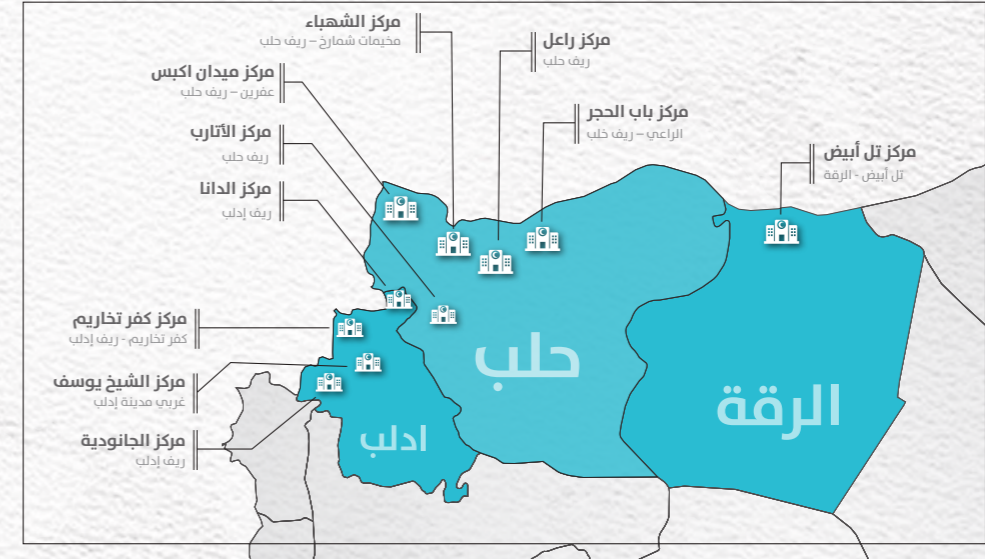 مركز الشهباء
مخيمات شمارخ – ريف حلب
مركز راعل
ريف حلب
مركز ميدان اكبس
عفرين – ريف حلب
مركز باب الحجر
الراعي – ريف حلب
مركز الأتارب
ريف حلب
مركز تل أبيض
تل أبيض - الرقة
مركز الدانا
ريف إدلب
مركز كفر تخاريم
كفر تخاريم - ريف إدلب
حلب
مركز الشيخ يوسف
غربي مدينة إدلب
الرقة
مركز الجانودية
ريف إدلب
ادلب